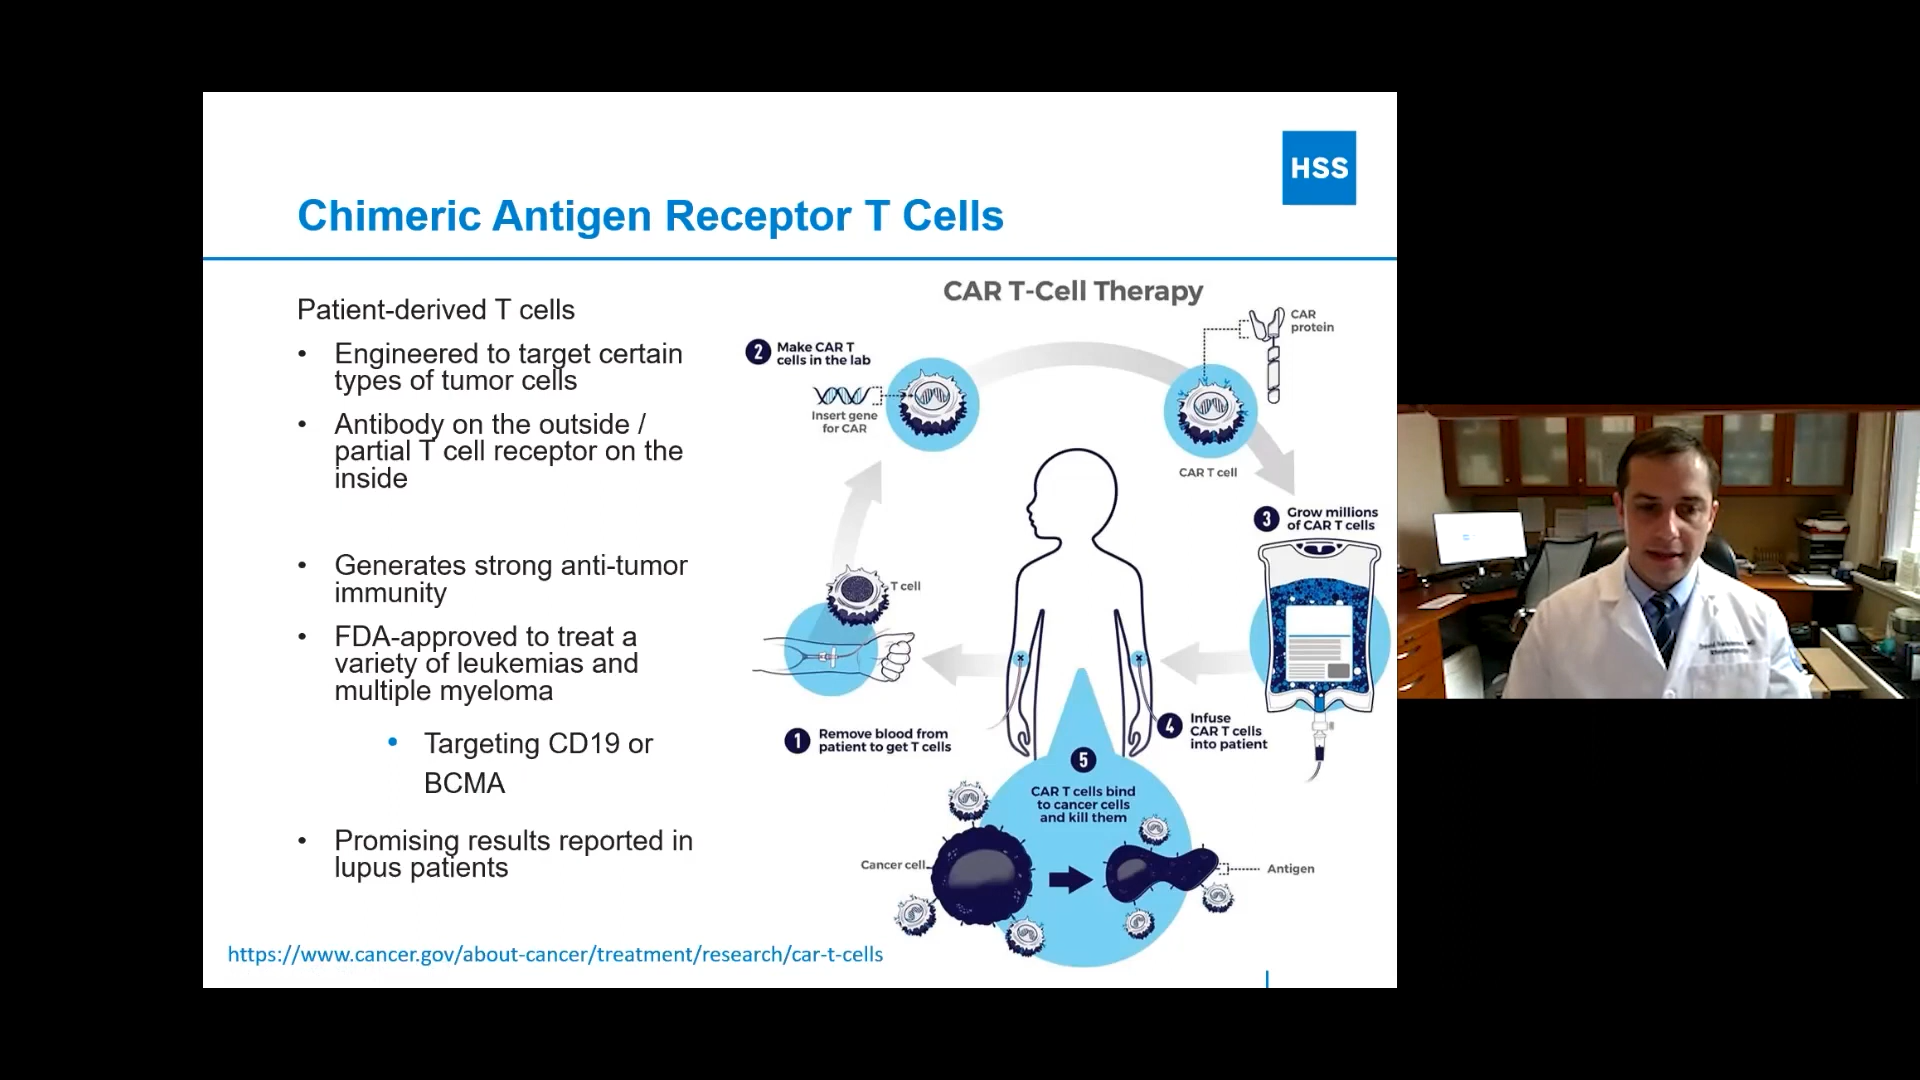 HSS
Chimeric Antigen Receptor T Cells
Patient-derived T cells
• Engineered to target certain
types of tumor cells
• Antibody on the outside /
partial T cell receptor on the
inside
• Generates strong anti-tumor
immunity
• FDA-approved to treat a
variety of leukemias and
multiple myeloma
• Targeting CD19 or
BCMA
• Promising results reported in
lupus patients
https://www.cancer.gov/about-cancer/treatment/research/car-t-cells
CAR T-Cell Therapy
1 Remove blood from
patient to get T cells
T cell
2 Make CAR T
cells in the lab
Insert gene
for CAR
CAR
protein
CAR T cell
3 Grow millions
of CAR T cells
4 Infuse
CAR T cells
into patient
5
CAR T cells bind
to cancer cells
and kill them
Cancer cell
Antigen
David